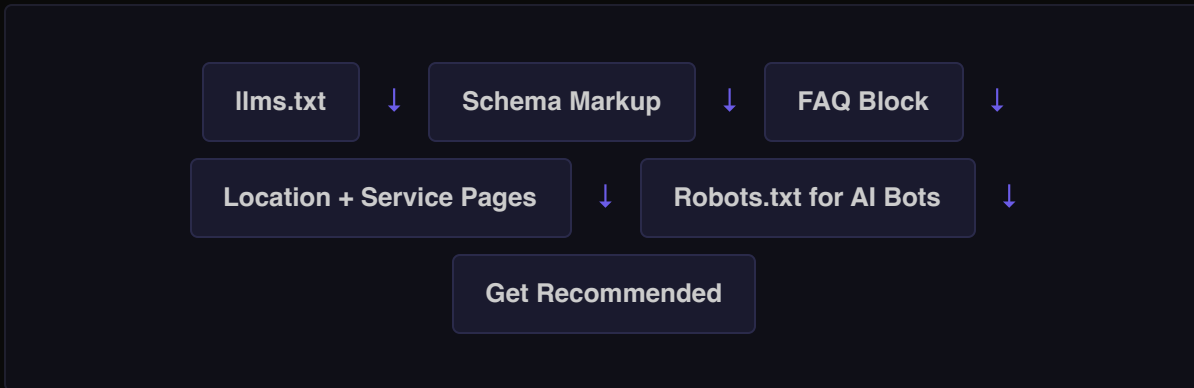 llms.txt ↓ Schema Markup ↓ FAQ Block ↓
Location + Service Pages ↓ Robots.txt for AI Bots ↓
Get Recommended